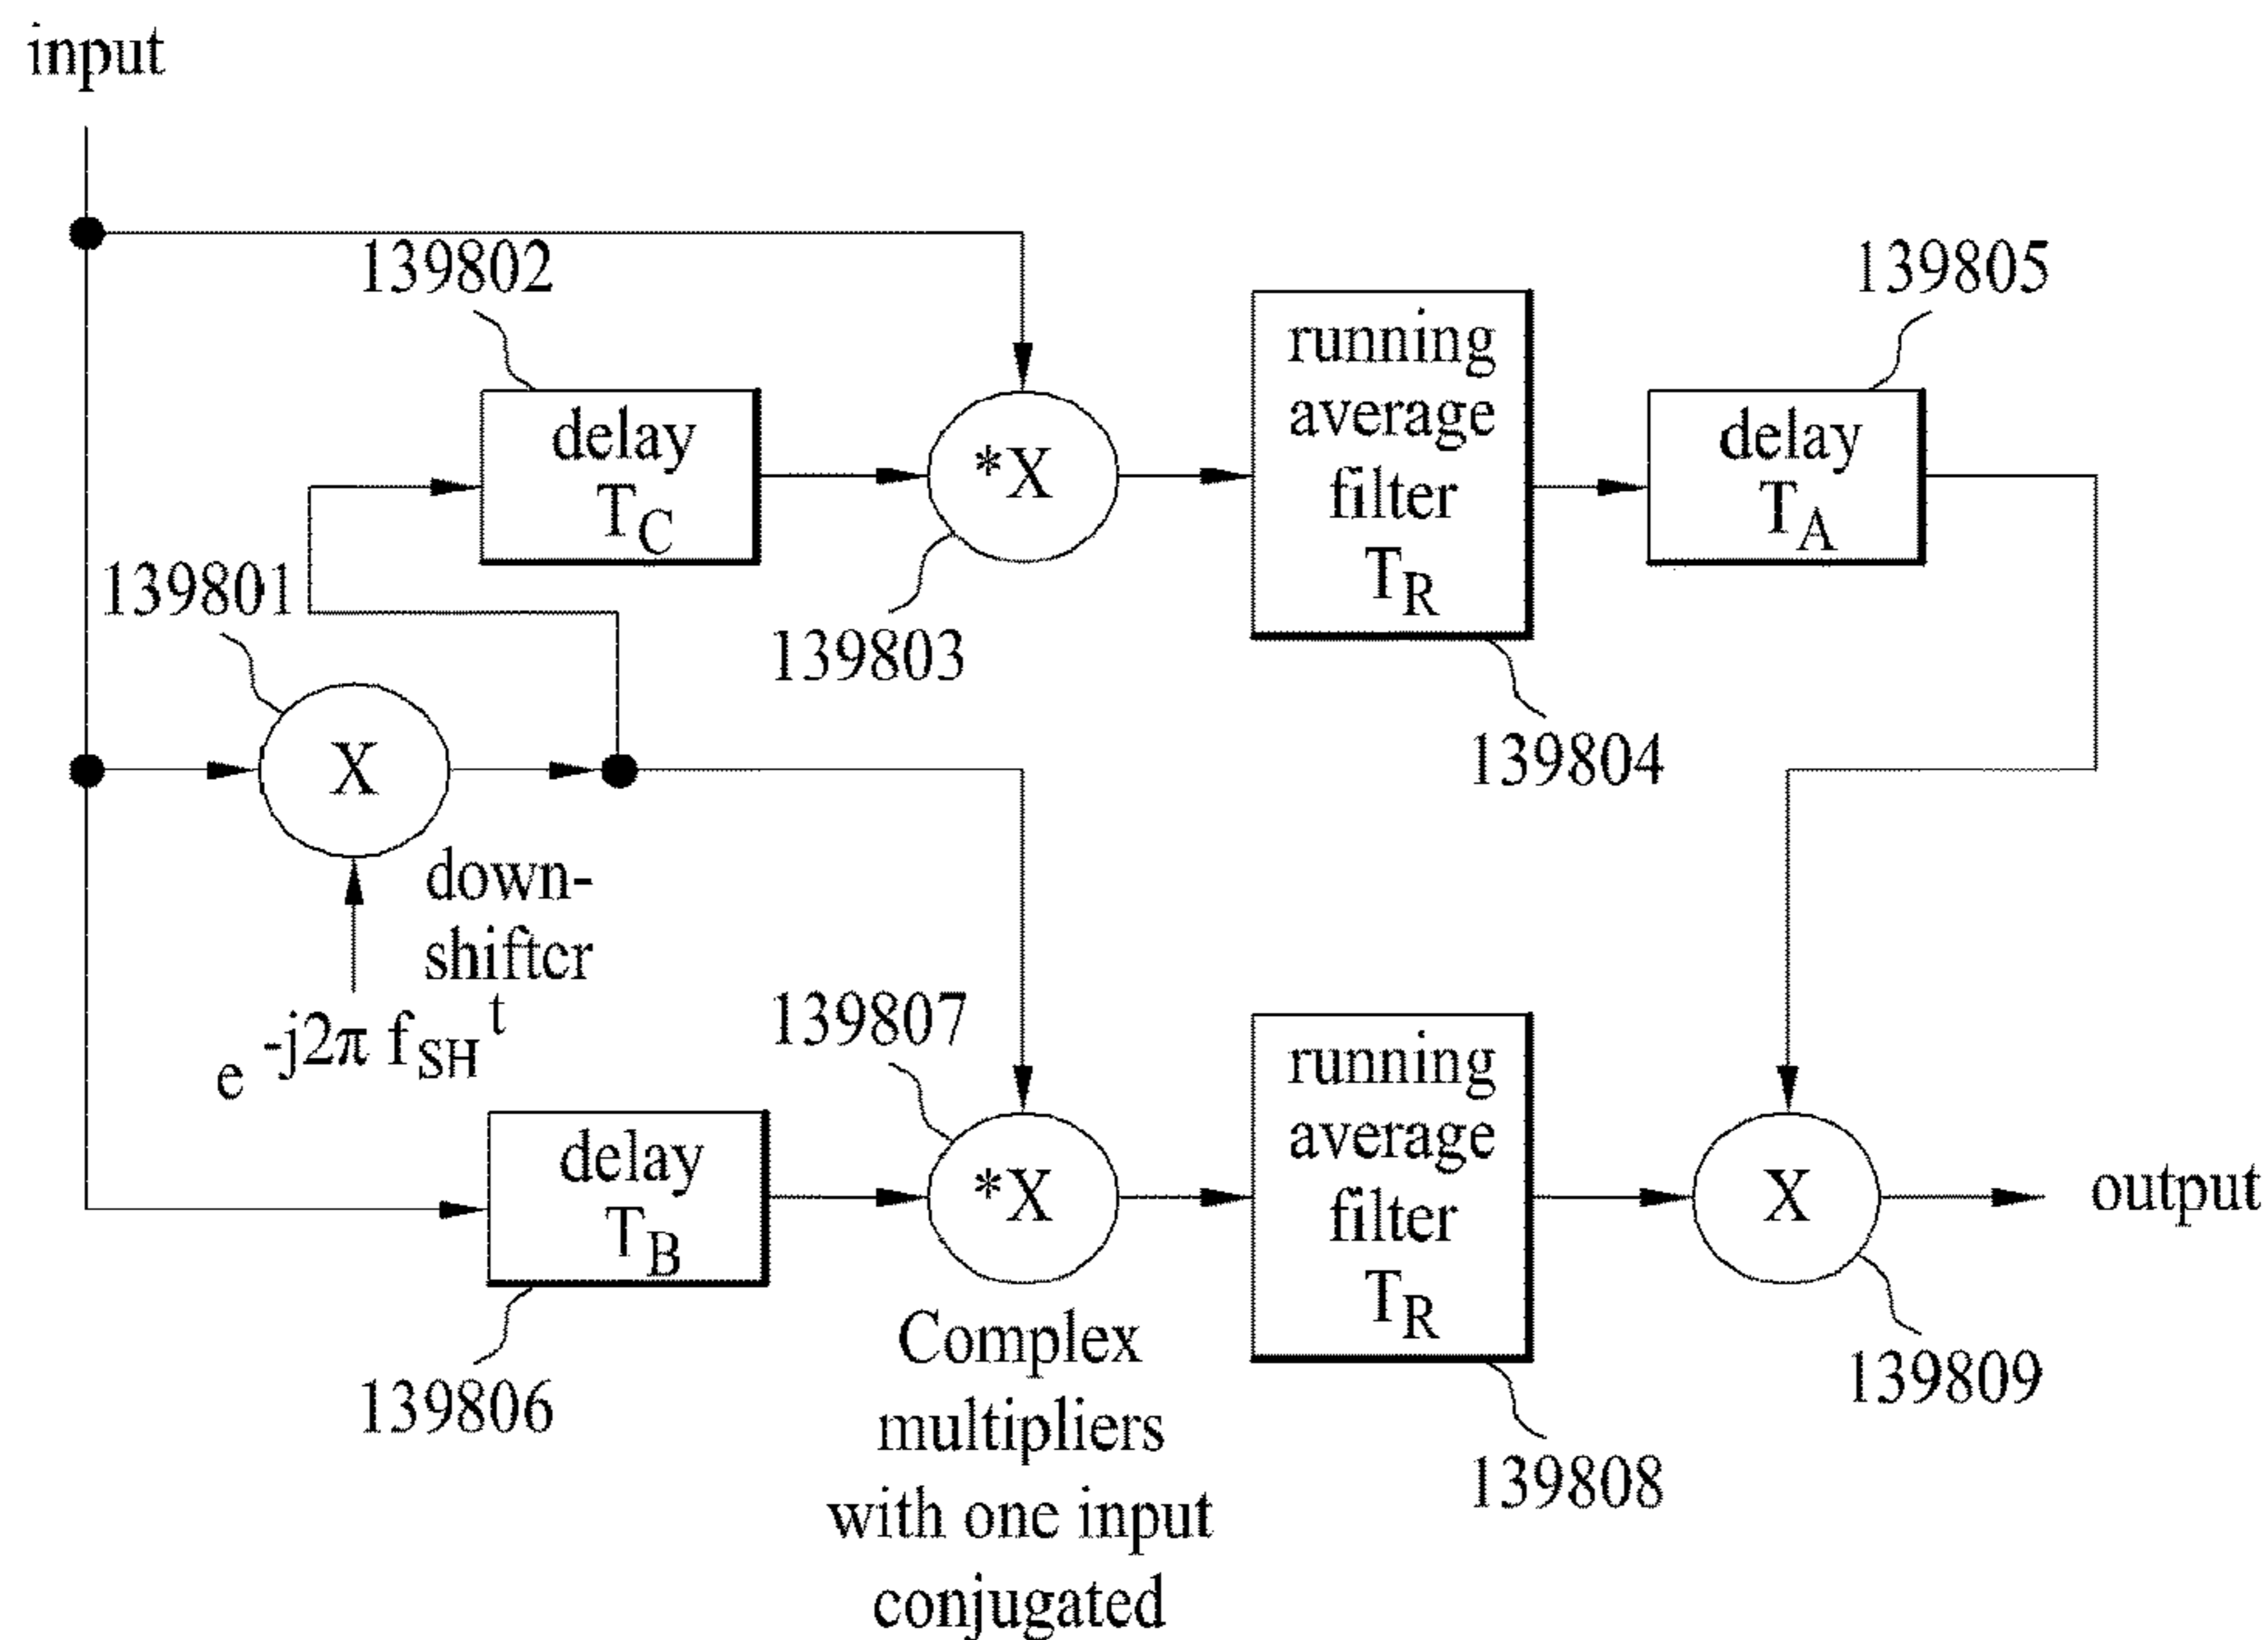 input
139802
139805
delay
T_C
*X
running
average
filter
T_R
delay
T_A
139801
139803
139804
X
down-
shifter
e^-j2π f_SH t
139807
delay
T_B
*X
running
average
filter
T_R
X
output
139806
Complex
multipliers
with one input
conjugated
139808
139809